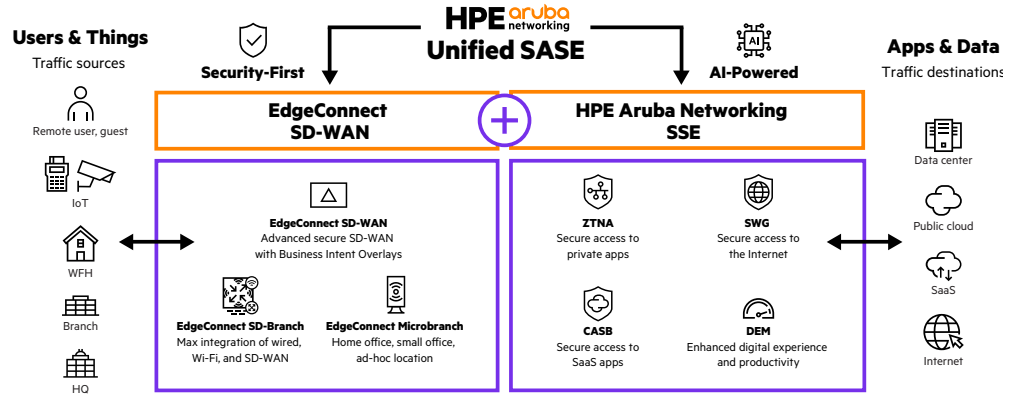 HPE aruba networking
Unified SASE
Users & Things
Traffic sources
Security-First
AI
AI-Powered
Apps & Data
Traffic destinations
EdgeConnect
SD-WAN
HPE Aruba Networking
SSE
Remote user, guest
IoT
WFH
Branch
HQ
EdgeConnect SD-WAN
Advanced secure SD-WAN
with Business Intent Overlays
EdgeConnect SD-Branch
Max integration of wired,
Wi-Fi, and SD-WAN
EdgeConnect Microbranch
Home office, small office,
ad-hoc location
ZTNA
Secure access to
private apps
SWG
Secure access to
the Internet
CASB
Secure access to
SaaS apps
DEM
Enhanced digital experience
and productivity
Data center
Public cloud
SaaS
Internet